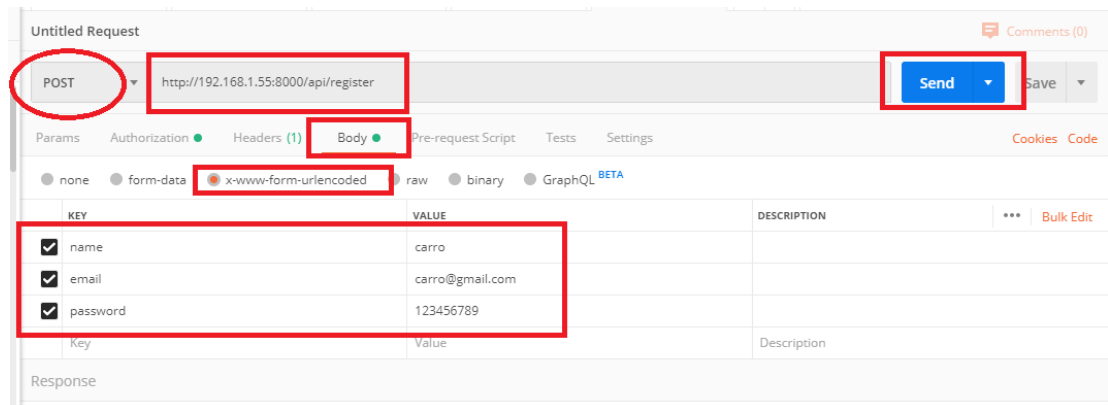 Untitled Request Comments (0)
POST http://192.168.1.55:8000/api/register Send Save
Params Authorization Headers (1) Body Pre-request Script Tests Settings Cookies Code
none form-data x-www-form-urlencoded raw binary GraphQL BETA
KEY VALUE DESCRIPTION ••• Bulk Edit
name carro
email carro@gmail.com
password 123456789
Key Value Description
Response